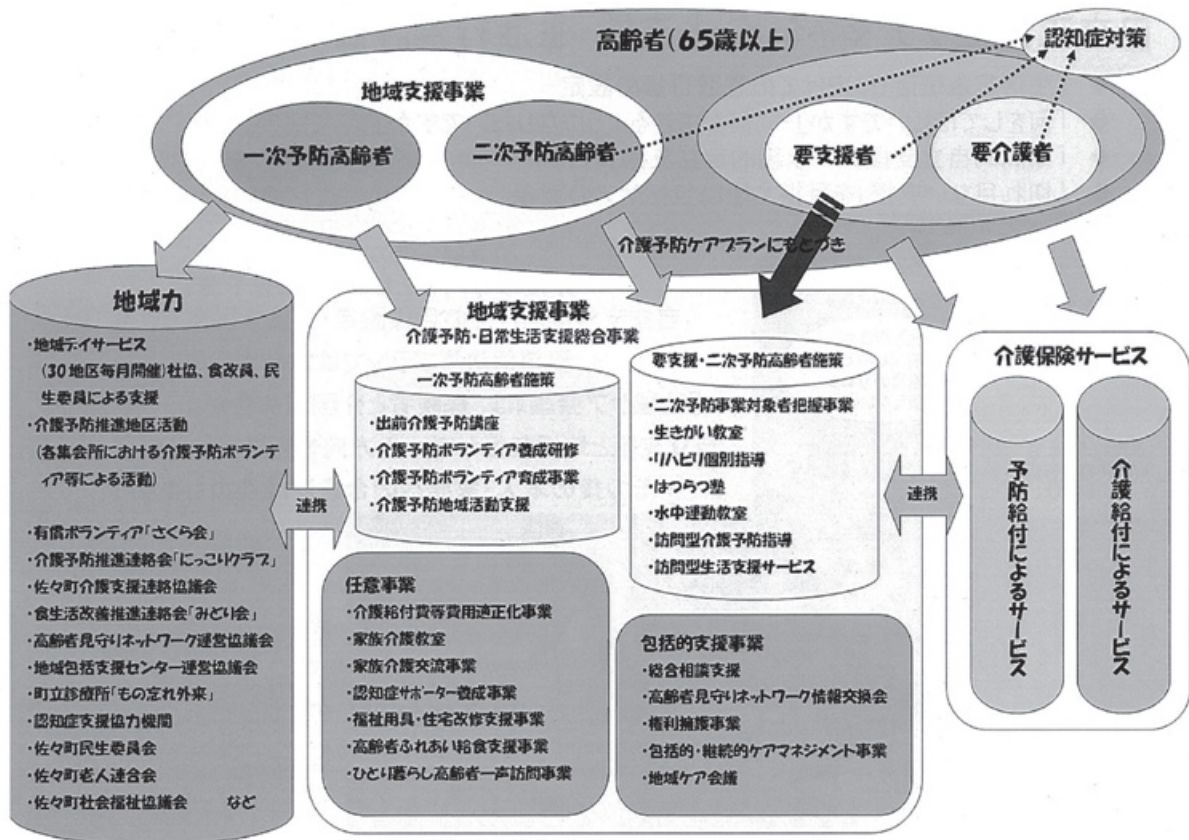 高齢者(65歳以上)
認知症対策
地域支援事業
一次予防高齢者
二次予防高齢者
要支援者
要介護者
介護予防ケアプランにもとづき
地域力
・地域デイサービス
(30地区毎月開催)社協、食改員、民
生委員による支援
・介護予防推進地区活動
(各集会所における介護予防ボランテ
ィア等による活動)
・有償ボランティア「さくら会」
・介護予防推進連絡会「にっこりクラブ」
・佐々町介護支援連絡協議会
・食生活改善推進連絡会「みどり会」
・高齢者見守りネットワーク運営協議会
・地域包括支援センター運営協議会
・町立診療所「もの忘れ外来」
・認知症支援協力機関
・佐々町民生委員会
・佐々町老人連合会
・佐々町社会福祉協議会 など
連携
地域支援事業
介護予防・日常生活支援総合事業
一次予防高齢者施策
・出前介護予防講座
・介護予防ボランティア養成研修
・介護予防ボランティア育成事業
・介護予防地域活動支援
要支援・二次予防高齢者施策
・二次予防事業対象者把握事業
・生きがい教室
・リハビリ個別指導
・はつらつ塾
・水中運動教室
・訪問型介護予防指導
・訪問型生活支援サービス
任意事業
・介護給付費等費用適正化事業
・家族介護教室
・家族介護交流事業
・認知症サポーター養成事業
・福祉用具・住宅改修支援事業
・高齢者ふれあい給食支援事業
・ひとり暮らし高齢者一声訪問事業
包括的支援事業
・総合相談支援
・高齢者見守りネットワーク情報交換会
・権利擁護事業
・包括的・継続的ケアマネジメント事業
・地域ケア会議
連携
介護保険サービス
予防給付によるサービス
介護給付によるサービス